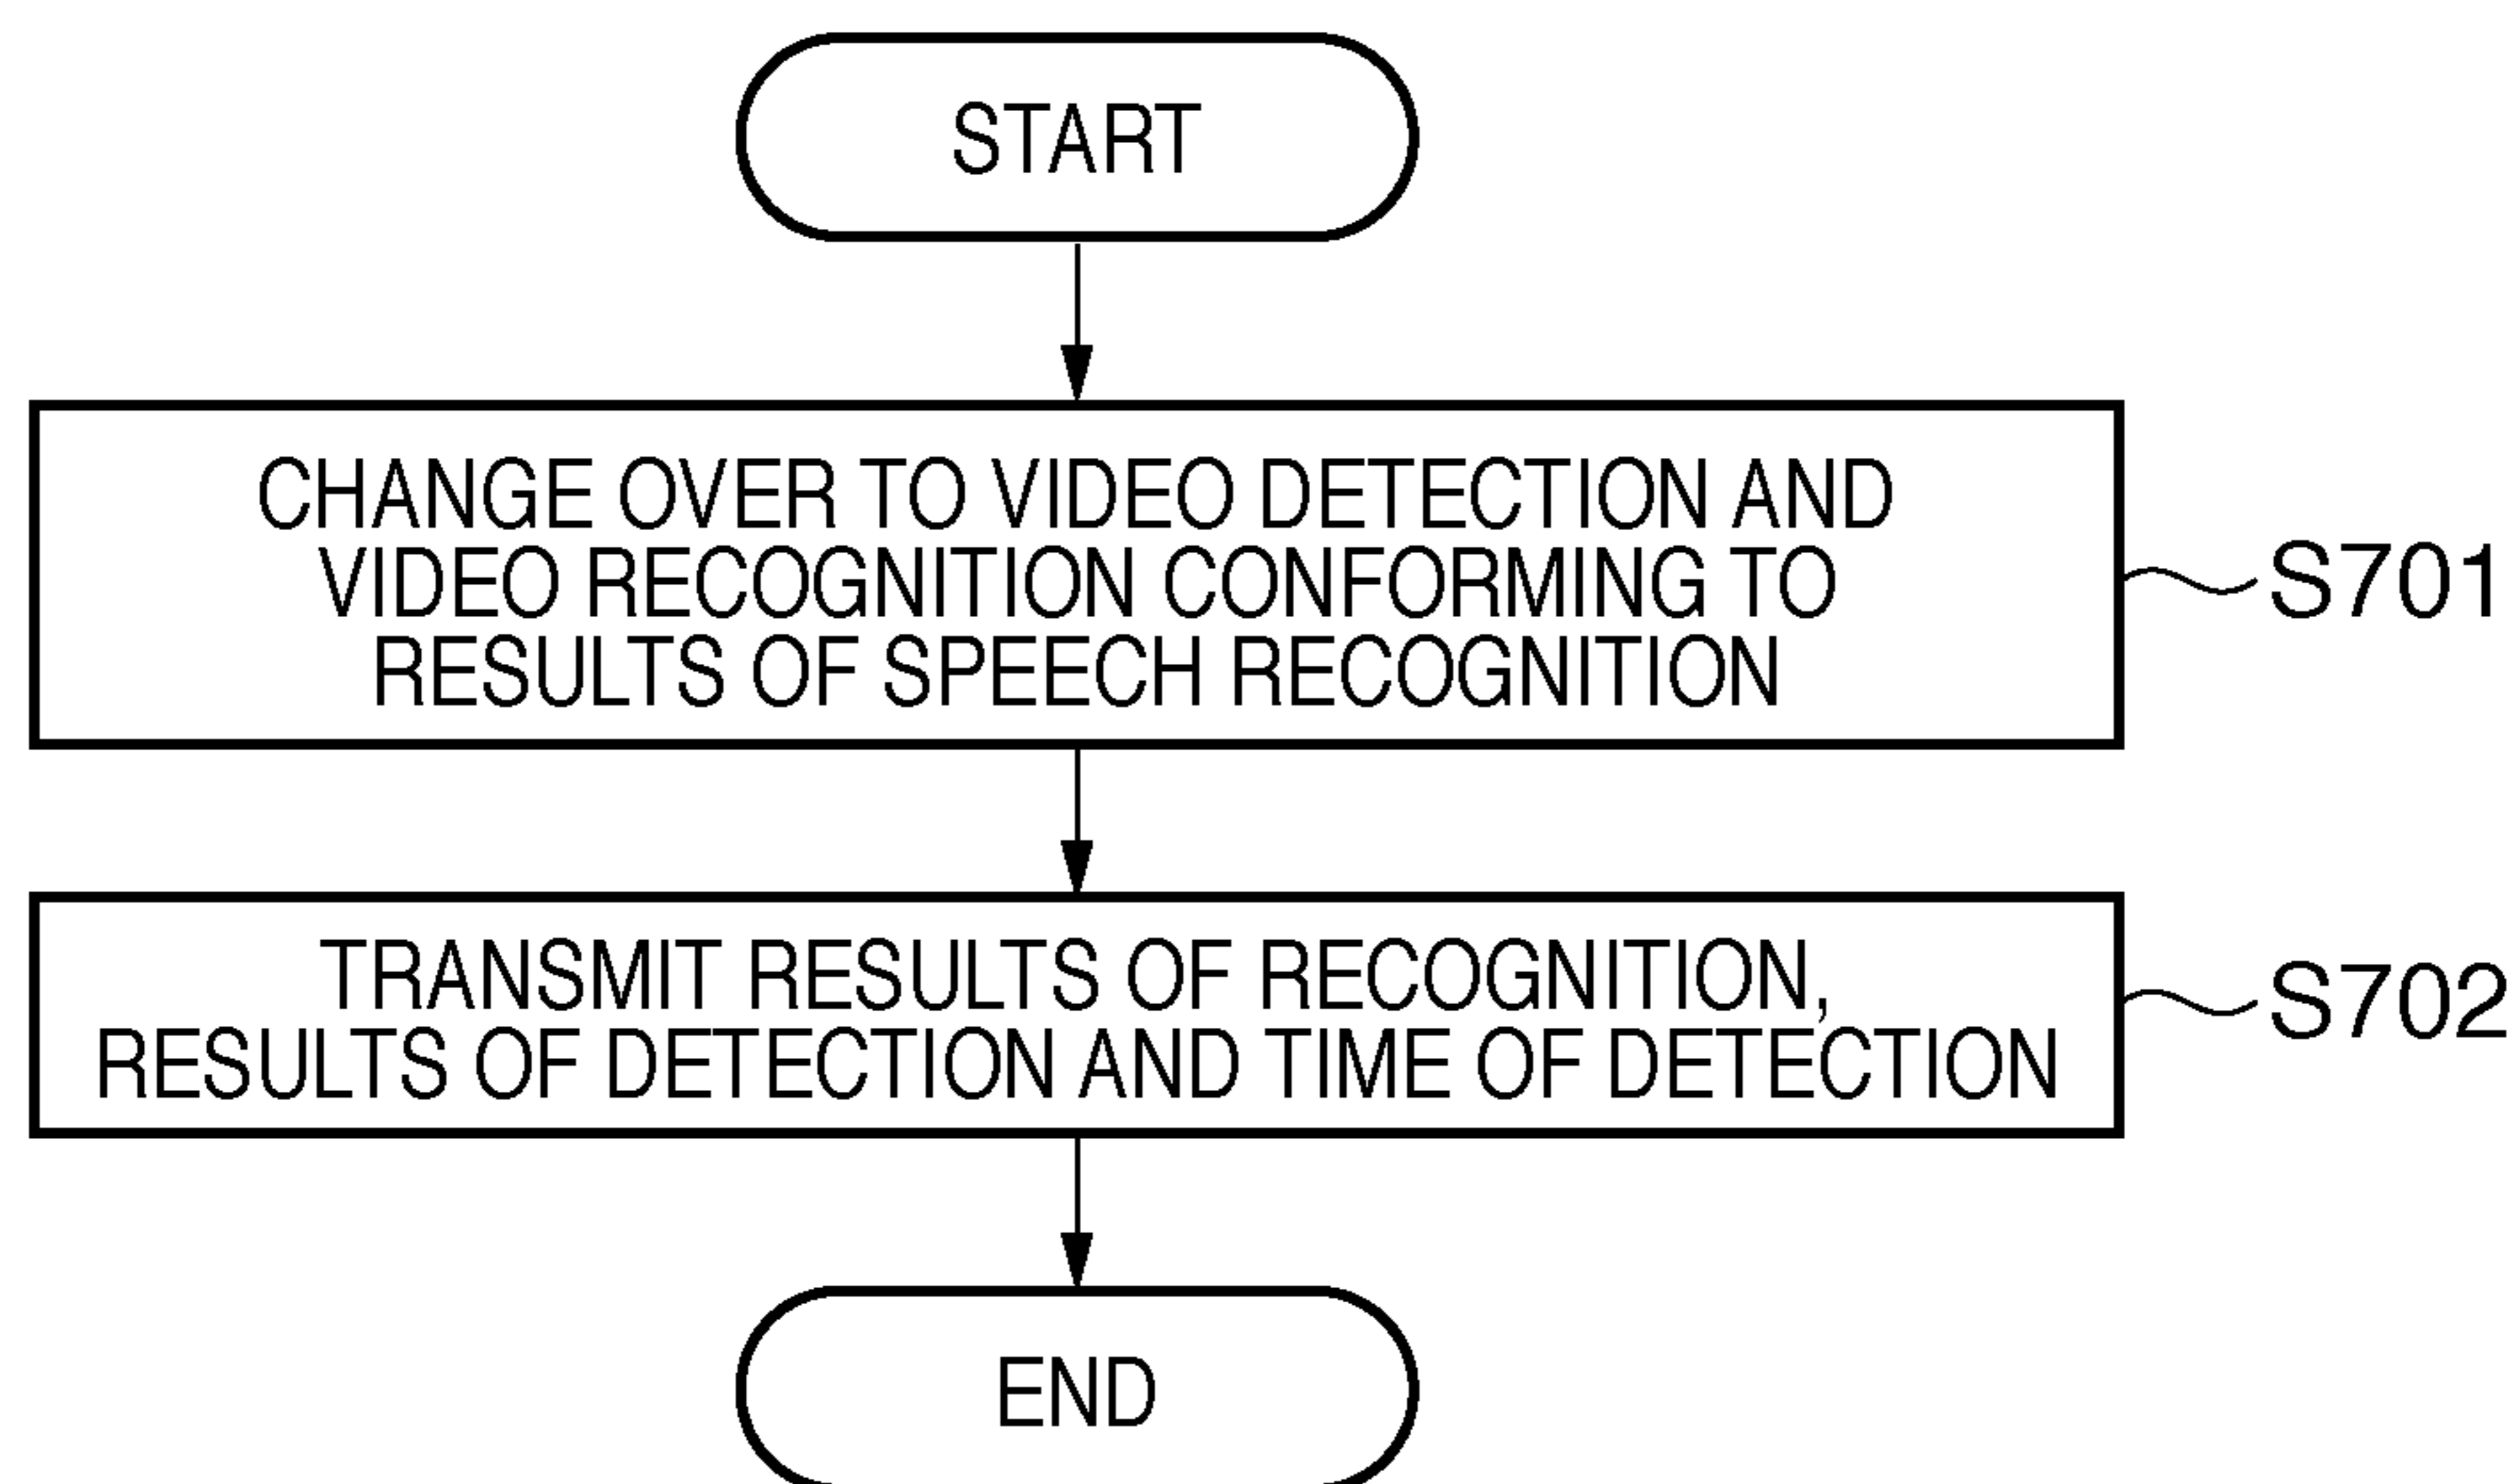 START
CHANGE OVER TO VIDEO DETECTION AND
VIDEO RECOGNITION CONFORMING TO
RESULTS OF SPEECH RECOGNITION
S701
TRANSMIT RESULTS OF RECOGNITION,
RESULTS OF DETECTION AND TIME OF DETECTION
S702
END